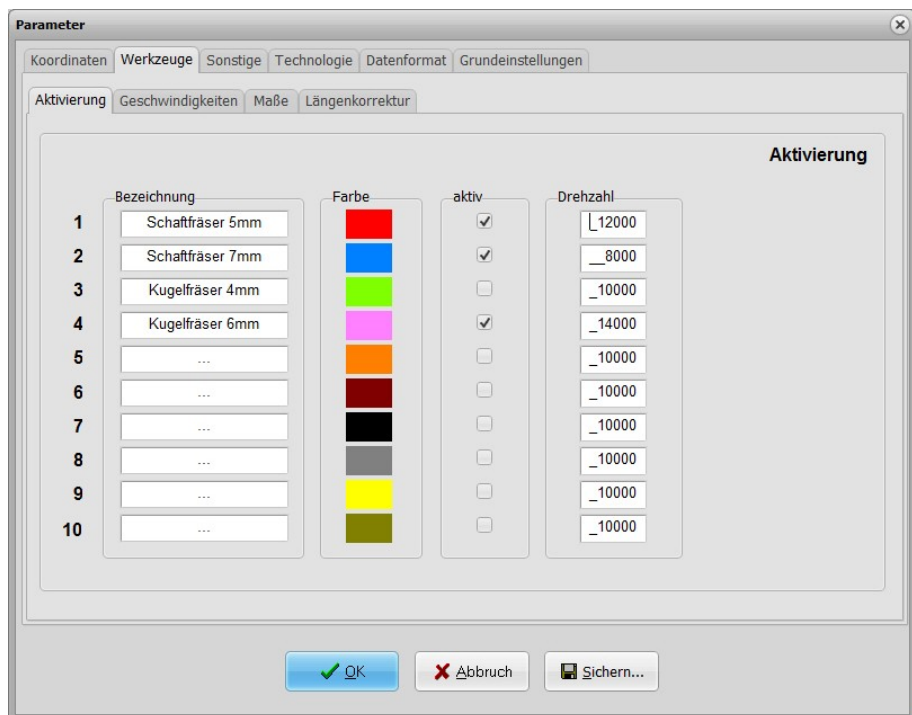 Parameter
Koordinaten Werkzeuge Sonstige Technologie Datenformat Grundeinstellungen
Aktivierung Geschwindigkeiten Maße Längenkorrektur
Aktivierung
Bezeichnung Farbe aktiv Drehzahl
1 Schaftfräser 5mm _12000
2 Schaftfräser 7mm __8000
3 Kugelfräser 4mm _10000
4 Kugelfräser 6mm _14000
5 ... _10000
6 ... _10000
7 ... _10000
8 ... _10000
9 ... _10000
10 ... _10000
OK Abbruch Sichern...